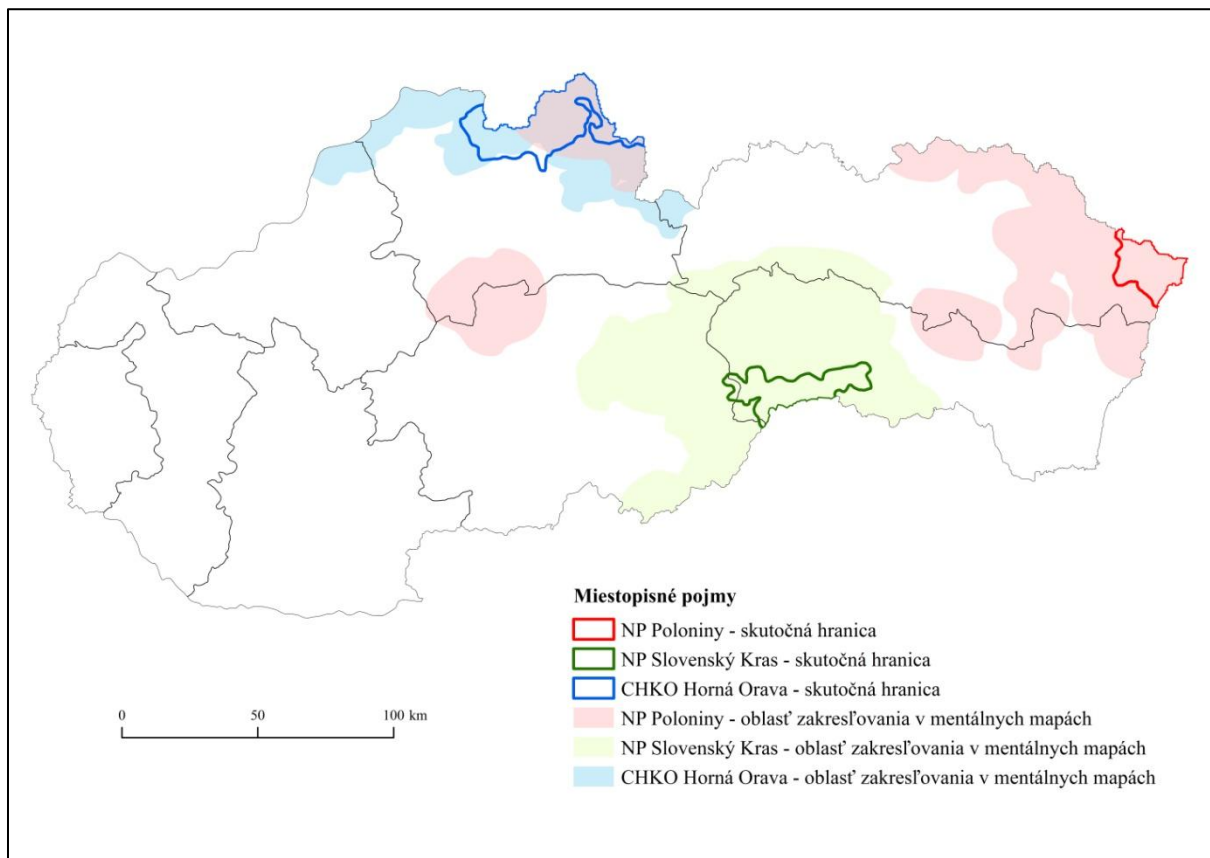 Miestopisné pojmy
NP Poloniny - skutočná hranica
NP Slovenský Kras - skutočná hranica
CHKO Horná Orava - skutočná hranica
NP Poloniny - oblasť zakresľovania v mentálnych mapách
NP Slovenský Kras - oblasť zakresľovania v mentálnych mapách
CHKO Horná Orava - oblasť zakresľovania v mentálnych mapách
0 50 100 km